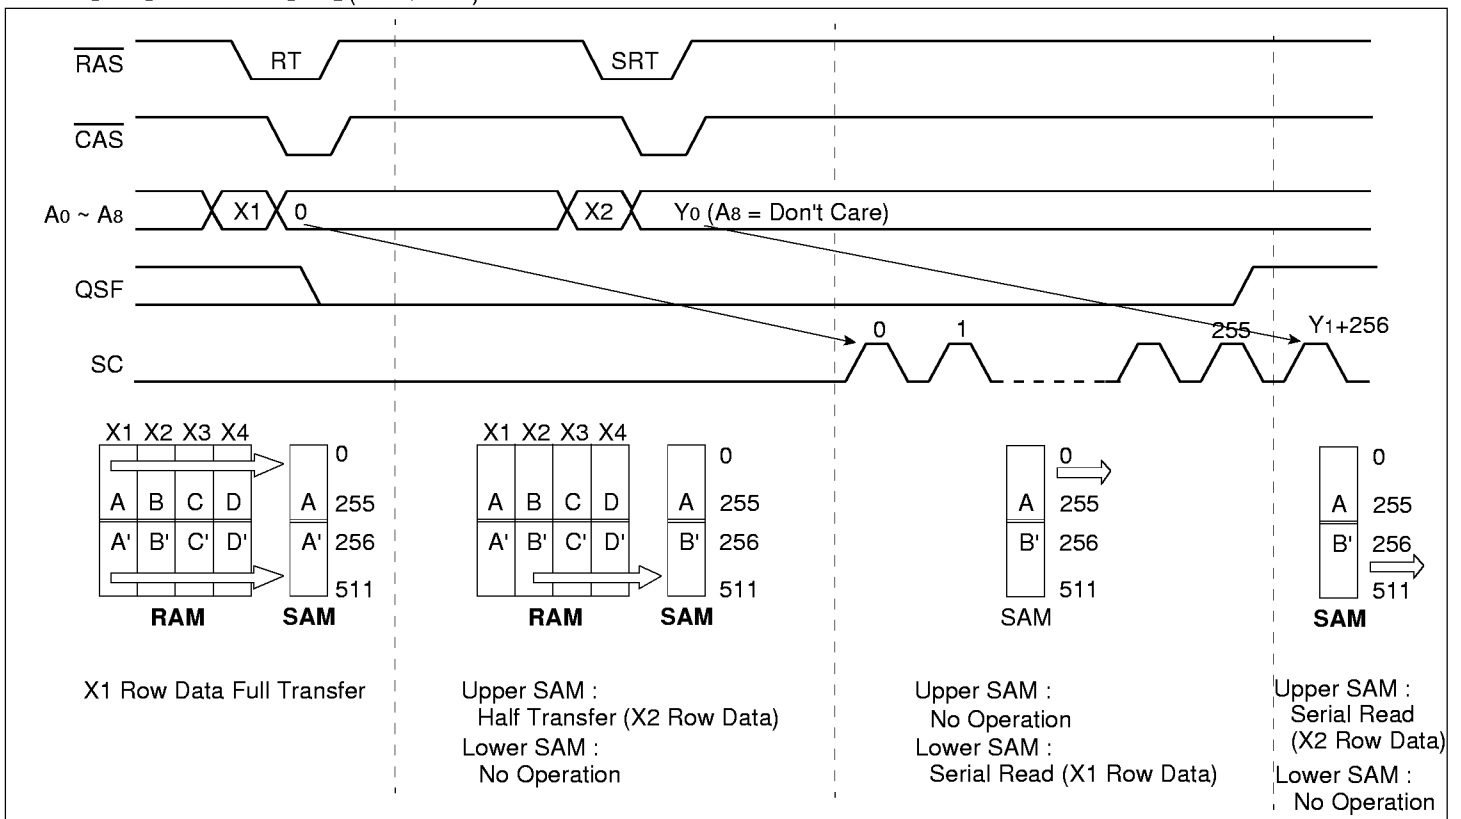 RAS RT SRT
CAS
A0 ~ A8 X1 0 X2 Y0 (A8 = Don't Care)
QSF
SC 0 1 255 Y1+256
X1 X2 X3 X4
A B C D
A' B' C' D'
RAM
A
A'
0
255
256
511
SAM
X1 X2 X3 X4
A B C D
A' B' C' D'
RAM
A
B'
0
255
256
511
SAM
A
B'
0
255
256
511
SAM
A
B'
0
255
256
511
SAM
X1 Row Data Full Transfer
Upper SAM :
Half Transfer (X2 Row Data)
Lower SAM :
No Operation
Upper SAM :
No Operation
Lower SAM :
Serial Read (X1 Row Data)
Upper SAM :
Serial Read
(X2 Row Data)
Lower SAM :
No Operation